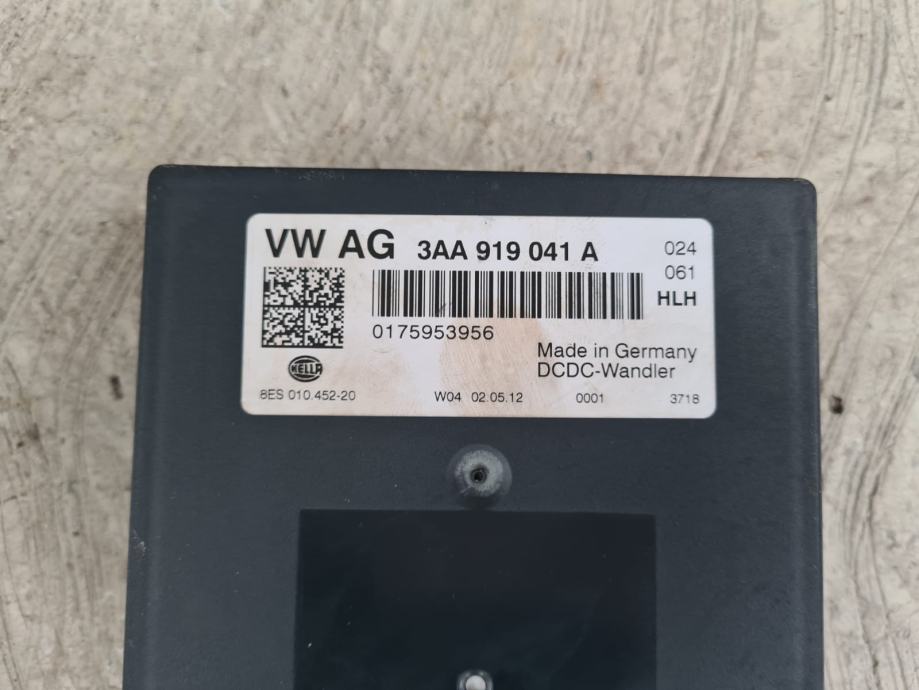 VW AG 3AA 919 041 A 024
061
HLH
0175953956
Made in Germany
DCDC-Wandler
HELLA
8ES 010.452-20 W04 02.05.12 0001 3718